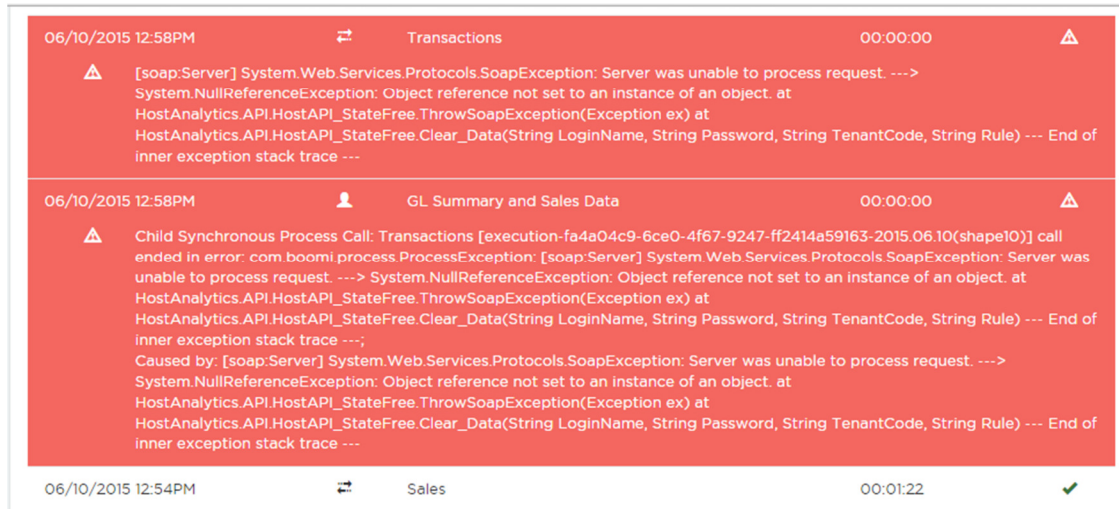 06/10/2015 12:58PM Transactions 00:00:00
[soap:Server] System.Web.Services.Protocols.SoapException: Server was unable to process request. --->
System.NullReferenceException: Object reference not set to an instance of an object. at
HostAnalytics.API.HostAPI_StateFree.ThrowSoapException(Exception ex) at
HostAnalytics.API.HostAPI_StateFree.Clear_Data(String LoginName, String Password, String TenantCode, String Rule) --- End of
inner exception stack trace ---
06/10/2015 12:58PM GL Summary and Sales Data 00:00:00
Child Synchronous Process Call: Transactions [execution-fa4a04c9-6ce0-4f67-9247-ff2414a59163-2015.06.10(shape10)] call
ended in error: com.boomi.process.ProcessException: [soap:Server] System.Web.Services.Protocols.SoapException: Server was
unable to process request. ---> System.NullReferenceException: Object reference not set to an instance of an object. at
HostAnalytics.API.HostAPI_StateFree.ThrowSoapException(Exception ex) at
HostAnalytics.API.HostAPI_StateFree.Clear_Data(String LoginName, String Password, String TenantCode, String Rule) --- End of
inner exception stack trace ---;
Caused by: [soap:Server] System.Web.Services.Protocols.SoapException: Server was unable to process request. --->
System.NullReferenceException: Object reference not set to an instance of an object. at
HostAnalytics.API.HostAPI_StateFree.ThrowSoapException(Exception ex) at
HostAnalytics.API.HostAPI_StateFree.Clear_Data(String LoginName, String Password, String TenantCode, String Rule) --- End of
inner exception stack trace ---
06/10/2015 12:54PM Sales 00:01:22